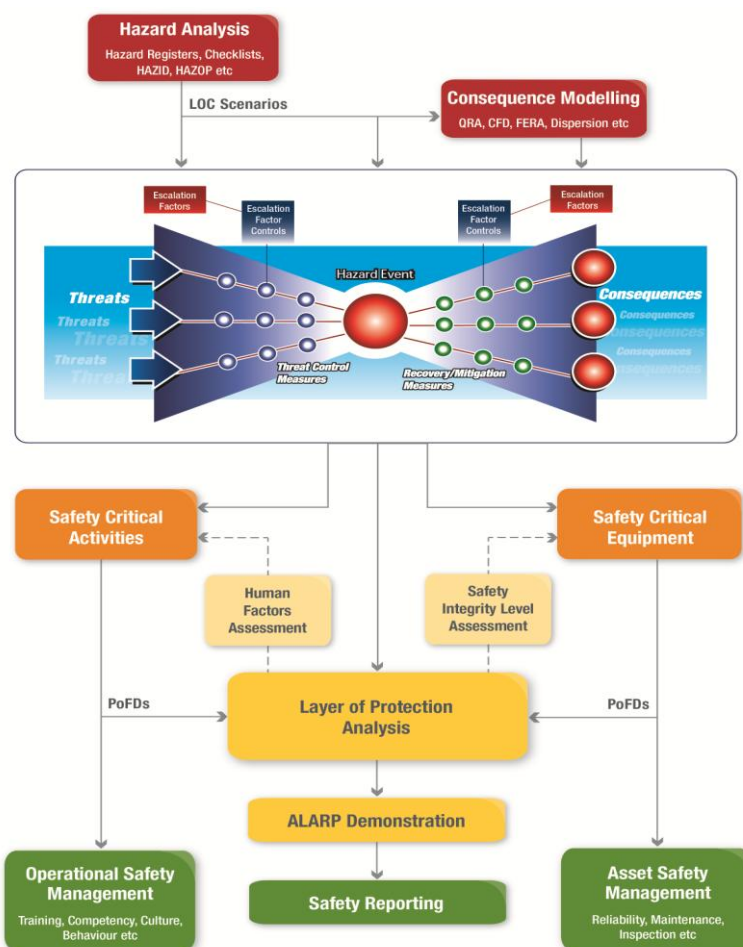 Hazard Analysis
Hazard Registers, Checklists,
HAZID, HAZOP etc
LOC Scenarios
Consequence Modelling
QRA, CFD, FERA, Dispersion etc
Escalation
Factors
Escalation
Factor
Controls
Escalation
Factor
Controls
Escalation
Factors
Hazard Event
Threats
Threats
Threats
Threats
Threats
Consequences
Consequences
Consequences
Consequences
Consequences
Threat Control
Measures
Recovery/Mitigation
Measures
Safety Critical
Activities
Safety Critical
Equipment
Human
Factors
Assessment
Safety
Integrity Level
Assessment
PoFDs
PoFDs
Layer of Protection
Analysis
ALARP Demonstration
Operational Safety
Management
Training, Competency, Culture,
Behaviour etc
Safety Reporting
Asset Safety
Management
Reliability, Maintenance,
Inspection etc